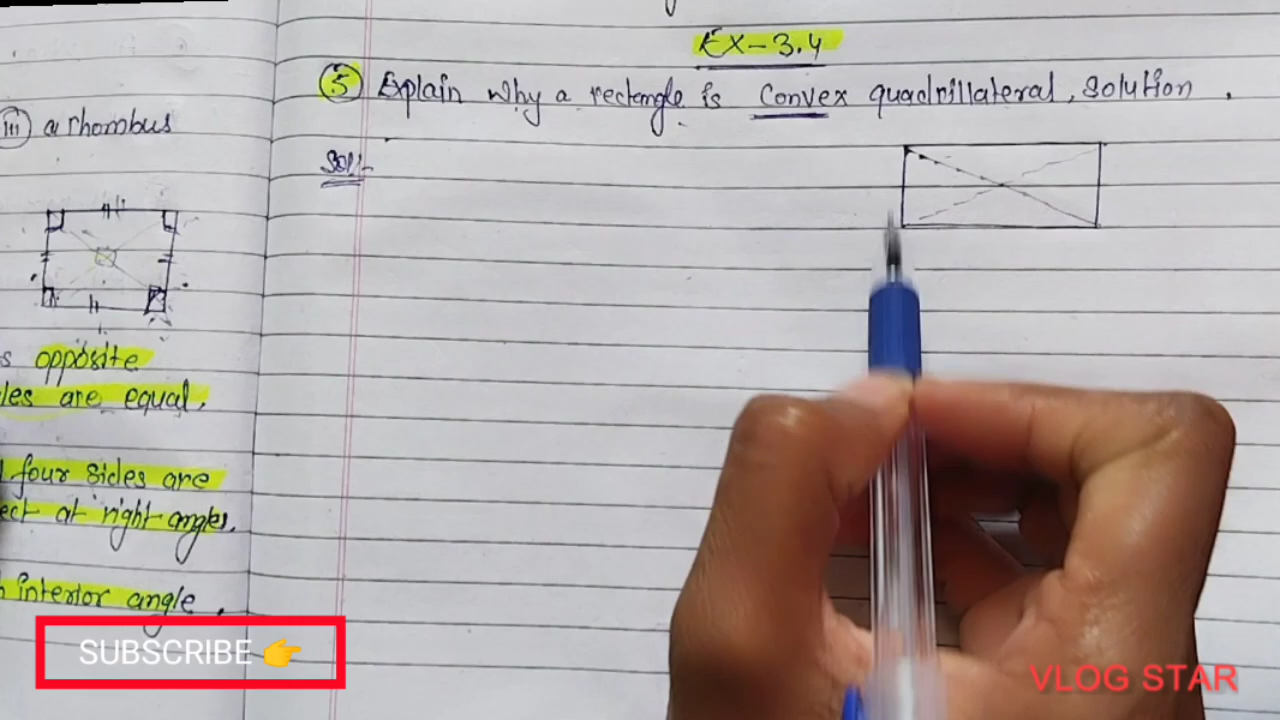 EX-3.4
5 Explain why a rectangle is convex quadrillateral, solution .
iii a rhombus
Sol:-
s opposite
les are equal,
four sides are
ect at right angles.
interior angle .
SUBSCRIBE 👉
VLOG STAR